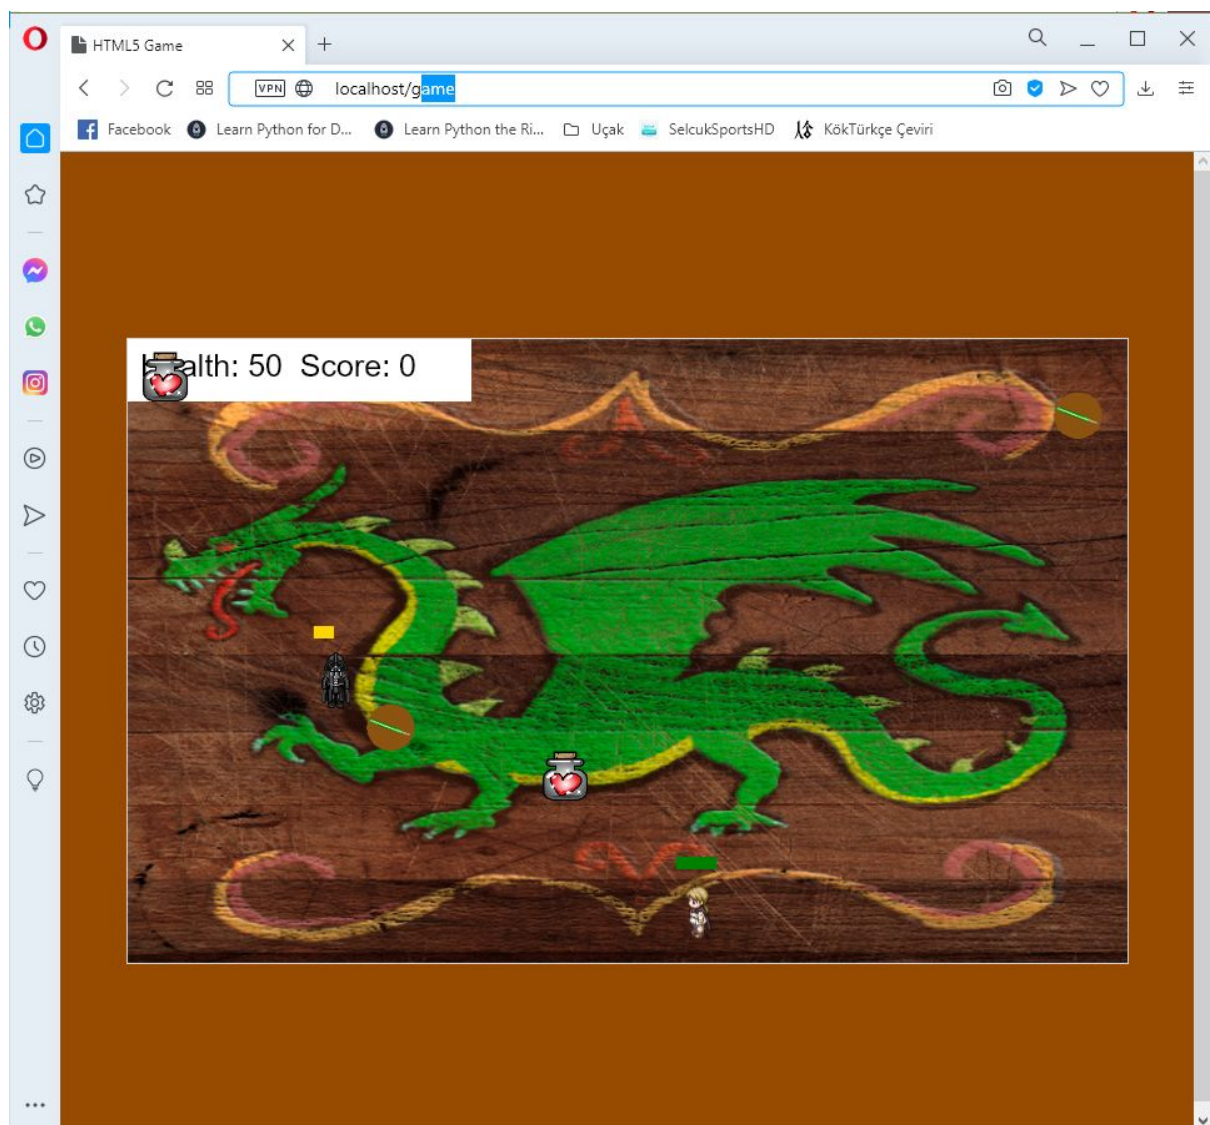 HTML5 Game
VPN localhost/game
Facebook Learn Python for D... Learn Python the Ri... Uçak SelcukSportsHD KökTürkçe Çeviri
alth: 50 Score: 0